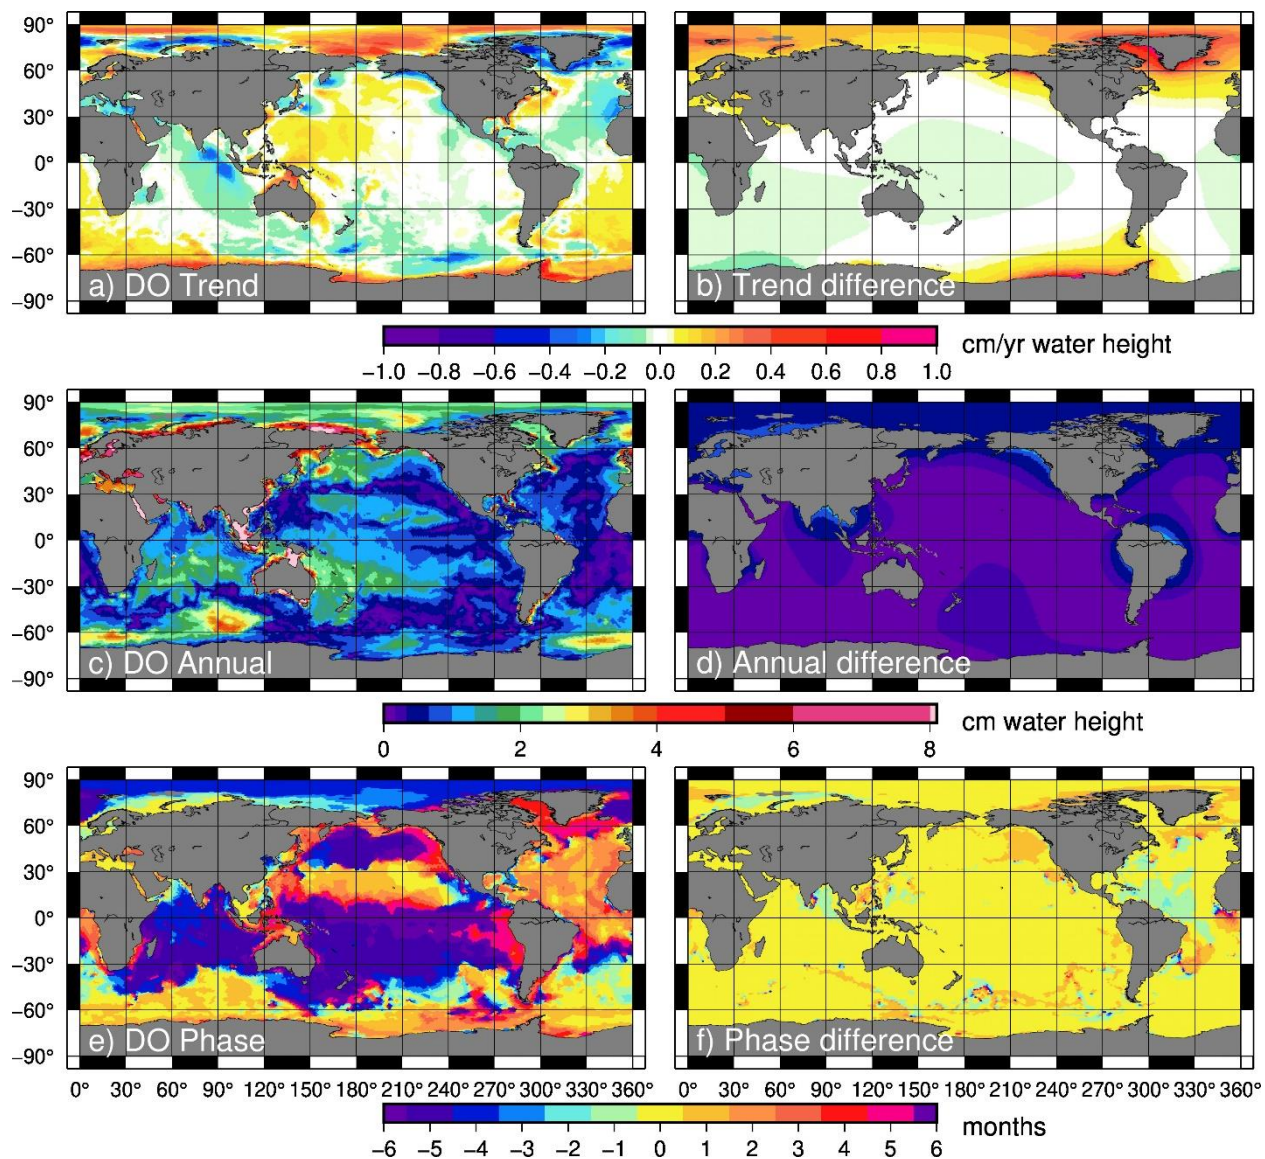 90°
60°
30°
0°
−30°
−60°
−90°
a) DO Trend
b) Trend difference
−1.0 −0.8 −0.6 −0.4 −0.2 0.0 0.2 0.4 0.6 0.8 1.0
cm/yr water height
90°
60°
30°
0°
−30°
−60°
−90°
c) DO Annual
d) Annual difference
0 2 4 6 8
cm water height
90°
60°
30°
0°
−30°
−60°
−90°
e) DO Phase
f) Phase difference
0° 30° 60° 90° 120° 150° 180° 210° 240° 270° 300° 330° 360°
0° 30° 60° 90° 120° 150° 180° 210° 240° 270° 300° 330° 360°
−6 −5 −4 −3 −2 −1 0 1 2 3 4 5 6
months